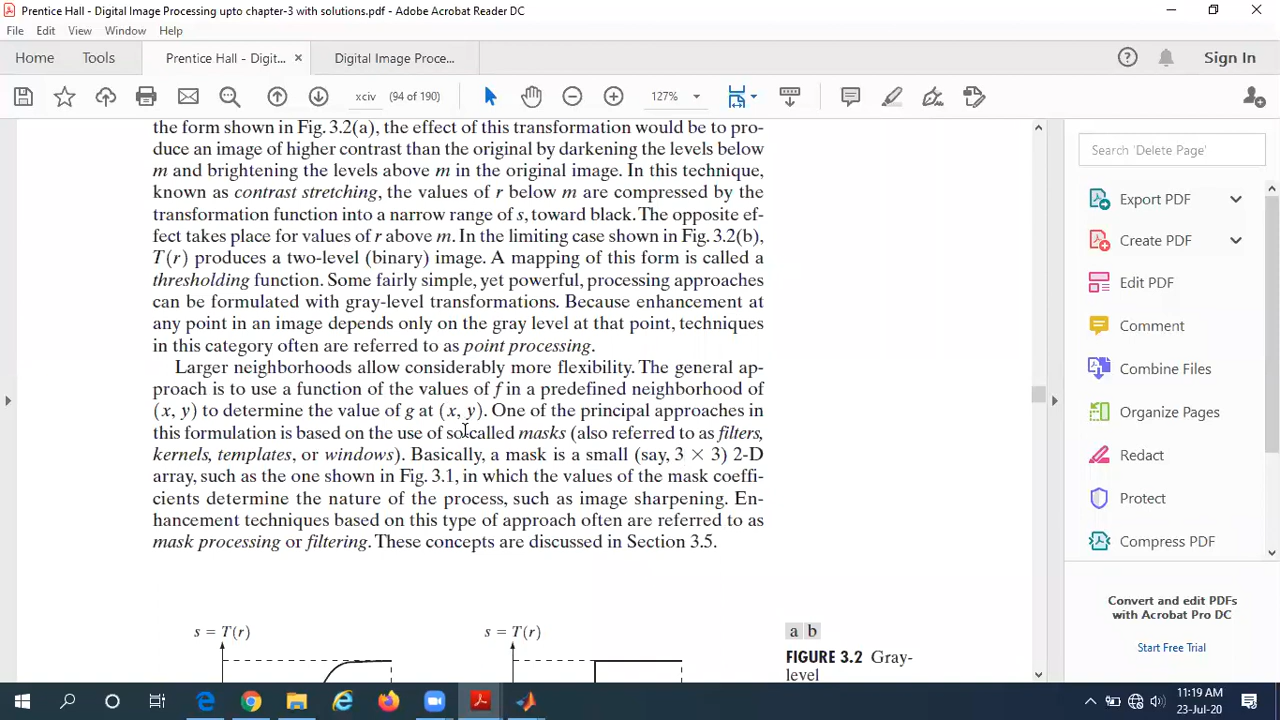 Prentice Hall - Digital Image Processing upto chapter-3 with solutions.pdf - Adobe Acrobat Reader DC
File Edit View Window Help
Home Tools Prentice Hall - Digit... × Digital Image Proce... Sign In
xciv (94 of 190) 127%
the form shown in Fig. 3.2(a), the effect of this transformation would be to pro-
duce an image of higher contrast than the original by darkening the levels below
m and brightening the levels above m in the original image. In this technique,
known as contrast stretching, the values of r below m are compressed by the
transformation function into a narrow range of s, toward black. The opposite ef-
fect takes place for values of r above m. In the limiting case shown in Fig. 3.2(b),
T(r) produces a two-level (binary) image. A mapping of this form is called a
thresholding function. Some fairly simple, yet powerful, processing approaches
can be formulated with gray-level transformations. Because enhancement at
any point in an image depends only on the gray level at that point, techniques
in this category often are referred to as point processing.
Larger neighborhoods allow considerably more flexibility. The general ap-
proach is to use a function of the values of f in a predefined neighborhood of
(x, y) to determine the value of g at (x, y). One of the principal approaches in
this formulation is based on the use of so-called masks (also referred to as filters,
kernels, templates, or windows). Basically, a mask is a small (say, 3 × 3) 2-D
array, such as the one shown in Fig. 3.1, in which the values of the mask coeffi-
cients determine the nature of the process, such as image sharpening. En-
hancement techniques based on this type of approach often are referred to as
mask processing or filtering. These concepts are discussed in Section 3.5.
s = T(r) s = T(r) a b
FIGURE 3.2 Gray-
level
Search 'Delete Page'
Export PDF
Create PDF
Edit PDF
Comment
Combine Files
Organize Pages
Redact
Protect
Compress PDF
Convert and edit PDFs
with Acrobat Pro DC
Start Free Trial
11:19 AM
23-Jul-20